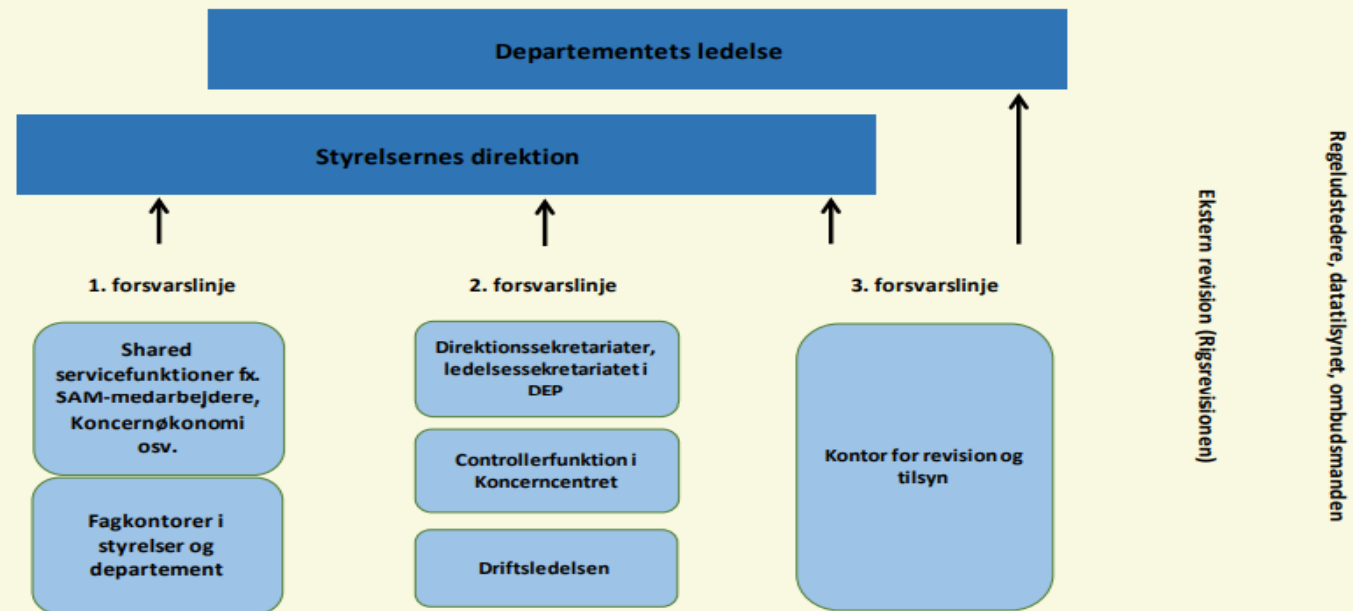 Departementets ledelse
Styrelsernes direktion
1. forsvarslinje
Shared
servicefunktioner fx.
SAM-medarbejdere,
Koncernøkonomi
osv.
Fagkontorer i
styrelser og
departement
2. forsvarslinje
Direktionssekretariater,
ledelsessekretariatet i
DEP
Controllerfunktion i
Koncerncentret
Driftsledelsen
3. forsvarslinje
Kontor for revision og
tilsyn
Ekstern revision (Rigsrevisionen)
Regeludstedere, datatilsynet, ombudsmanden